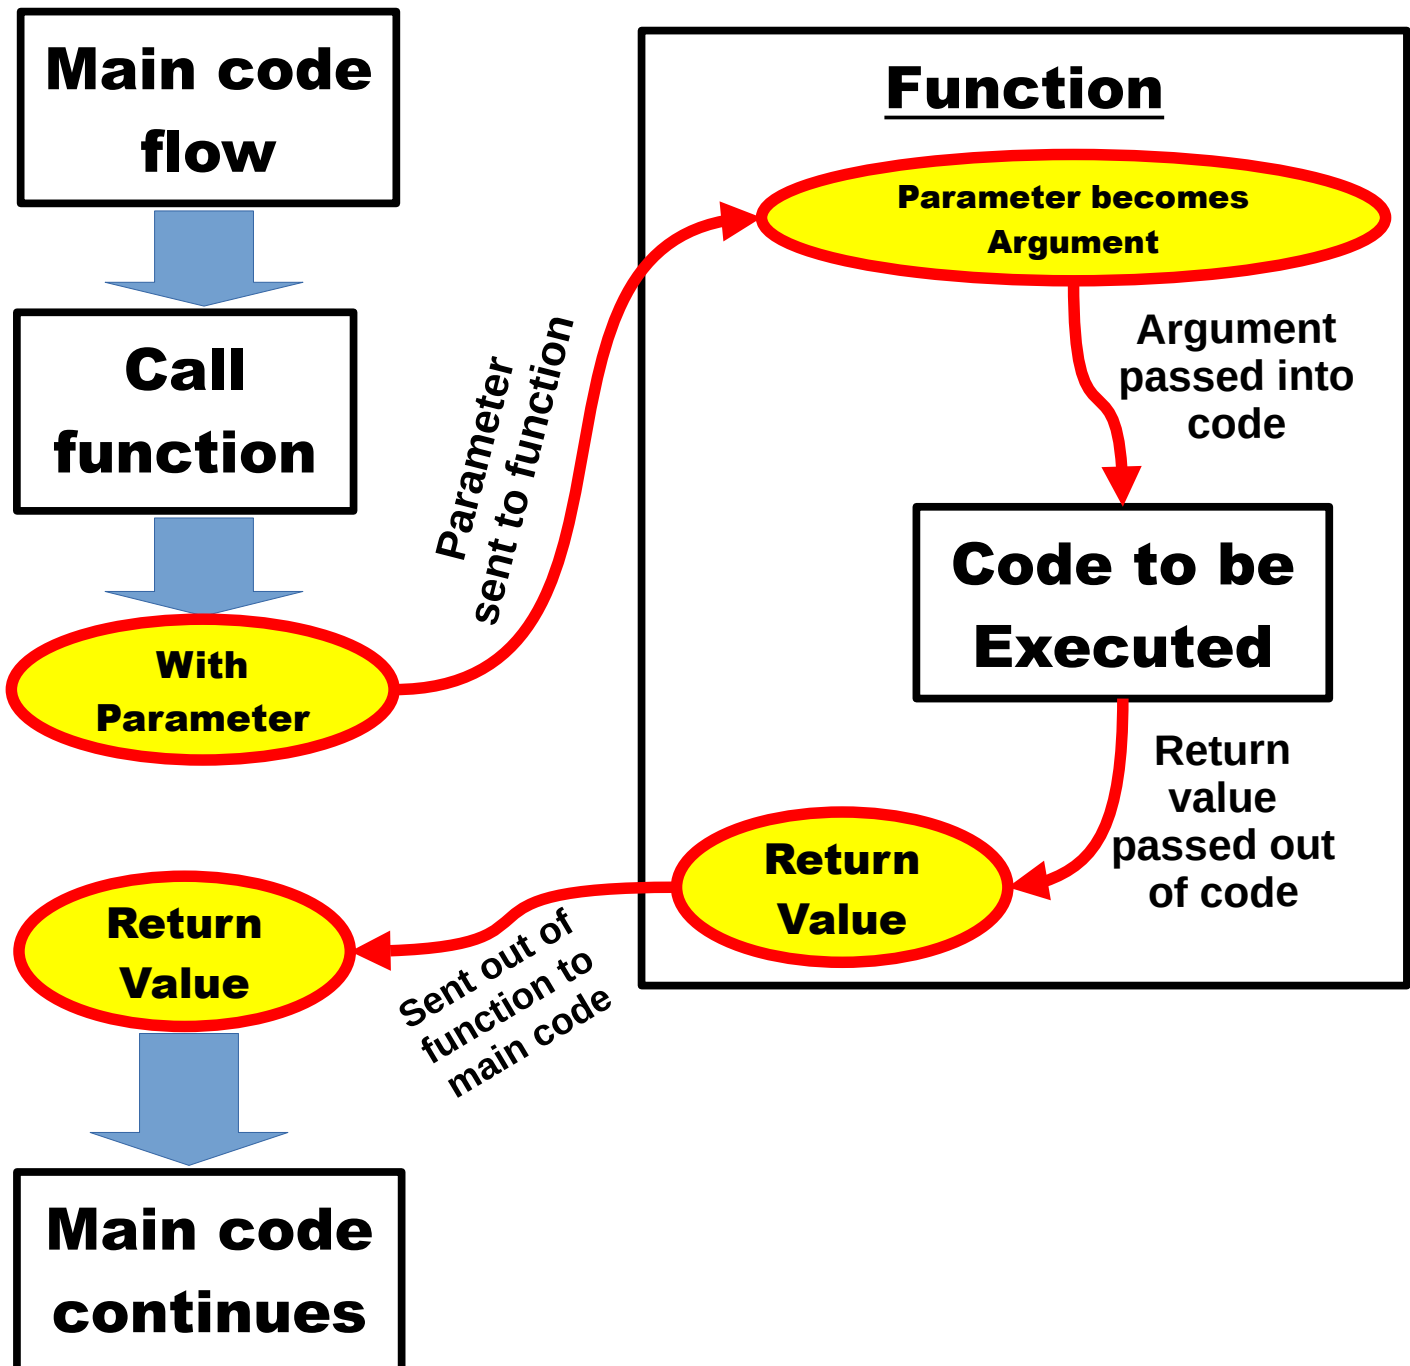 Main code
flow
Call
function
With
Parameter
Parameter
sent to function
Function
Parameter becomes
Argument
Argument
passed into
code
Code to be
Executed
Return
value
passed out
of code
Return
Value
Sent out of
function to
main code
Return
Value
Main code
continues